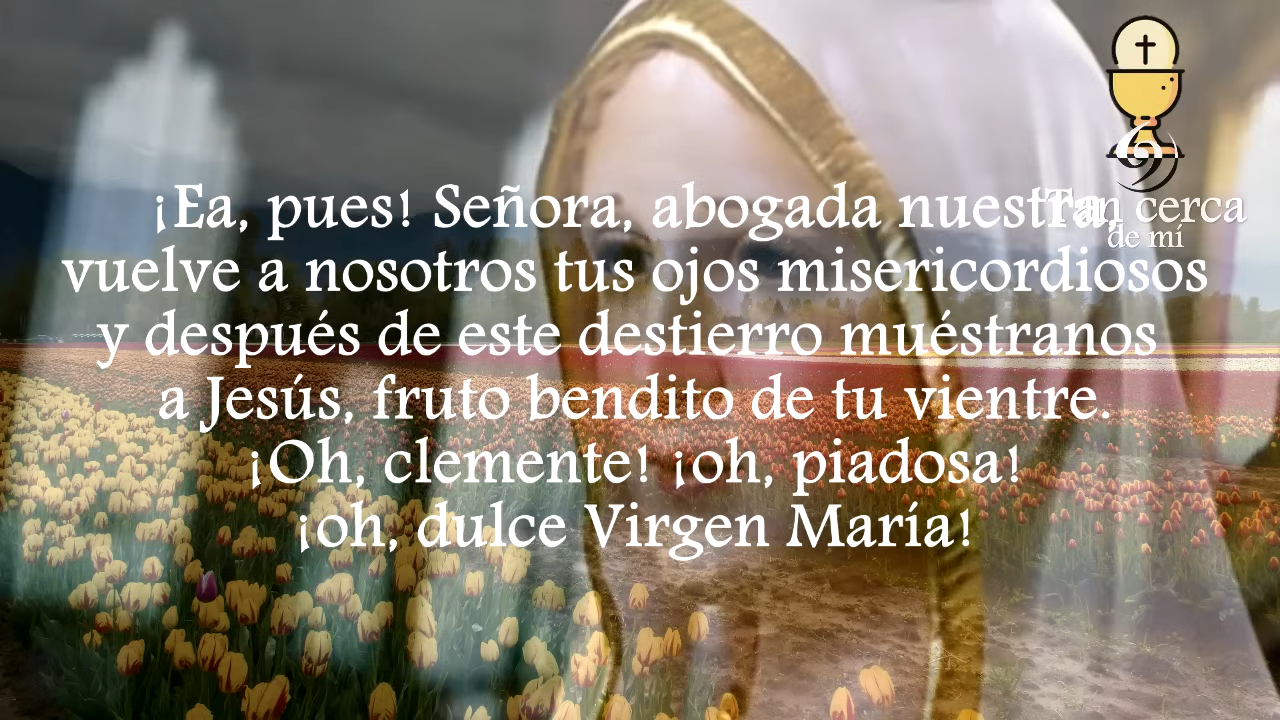 ¡Ea, pues! Señora, abogada nuestra,
vuelve a nosotros tus ojos misericordiosos
y después de este destierro muéstranos
a Jesús, fruto bendito de tu vientre.
¡Oh, clemente! ¡oh, piadosa!
¡oh, dulce Virgen María!
Tan cerca
de mí